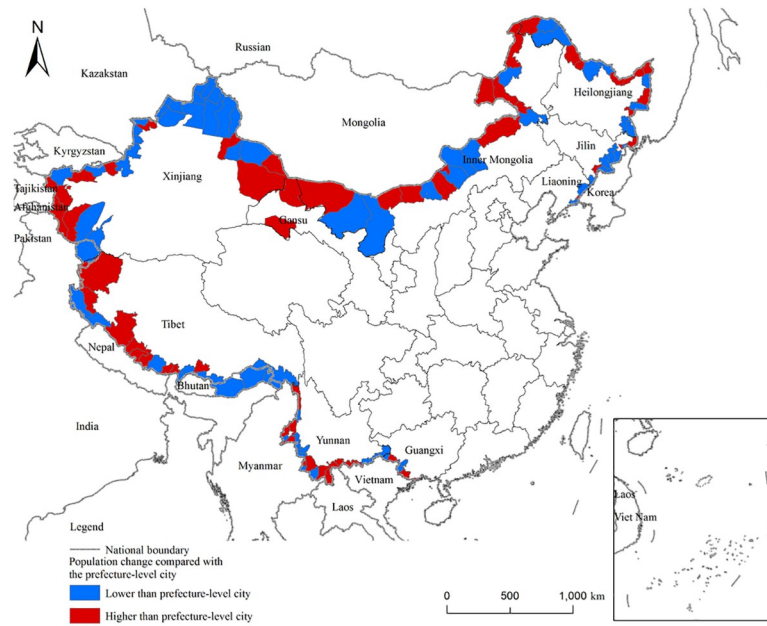 N
Russian
Kazakstan
Mongolia
Heilongjiang
Kyrgyzstan
Jilin
Inner Mongolia
Xinjiang
Liaoning
Korea
Tajikistan
Afghanistan
Gansu
Pakistan
Tibet
Nepal
Bhutan
India
Yunnan
Guangxi
Myanmar
Vietnam
Laos
Laos
Viet Nam
Legend
National boundary
Population change compared with
the prefecture-level city
Lower than prefecture-level city
Higher than prefecture-level city
0 500 1,000 km